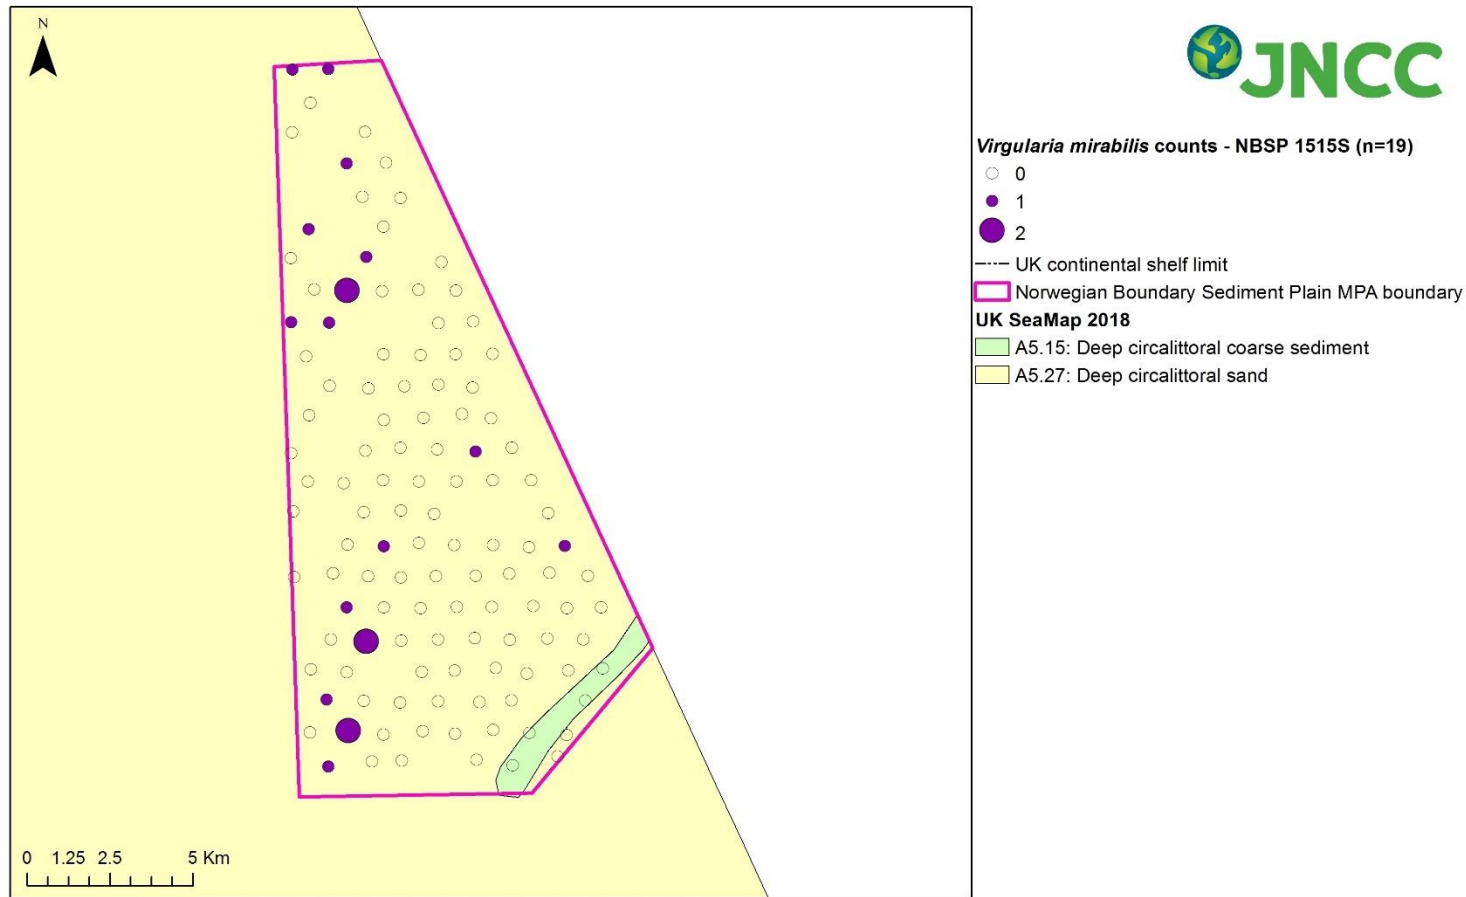 N
JNCC
Virgularia mirabilis counts - NBSP 1515S (n=19)
0
1
2
UK continental shelf limit
Norwegian Boundary Sediment Plain MPA boundary
UK SeaMap 2018
A5.15: Deep circalittoral coarse sediment
A5.27: Deep circalittoral sand
0 1.25 2.5 5 Km